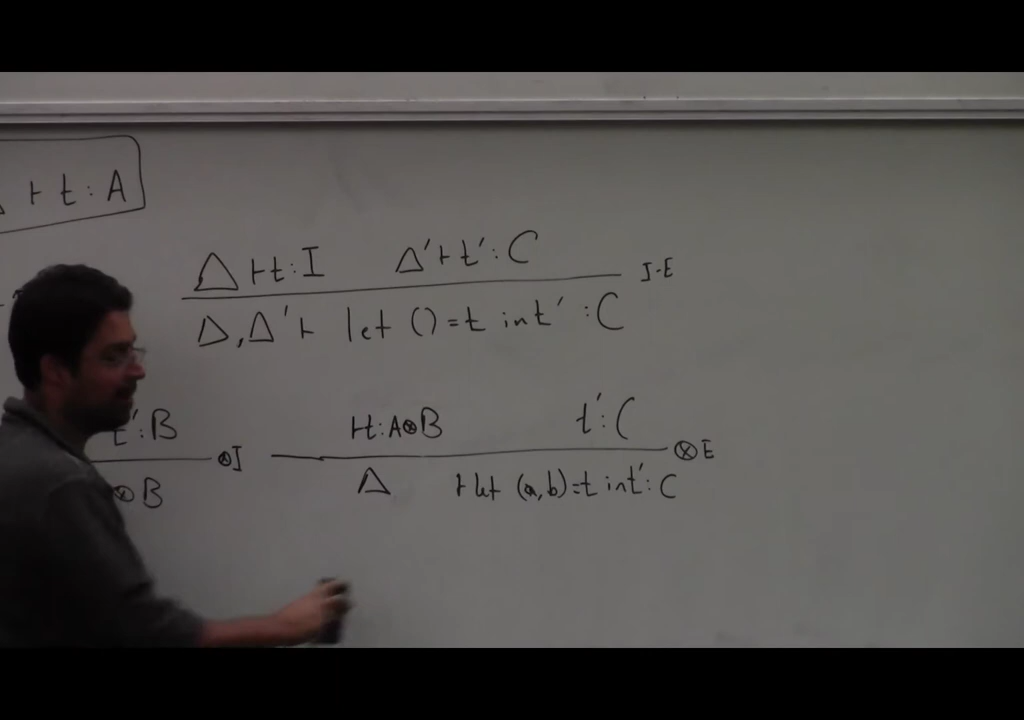 ⊢ t : A
Δ ⊢ t : I    Δ' ⊢ t' : C
I-E
Δ, Δ' ⊢ let () = t in t' : C
t' : B
⊗I
⊗ B
⊢ t : A⊗B    t' : C
⊗E
Δ    ⊢ let (a,b) = t in t' : C